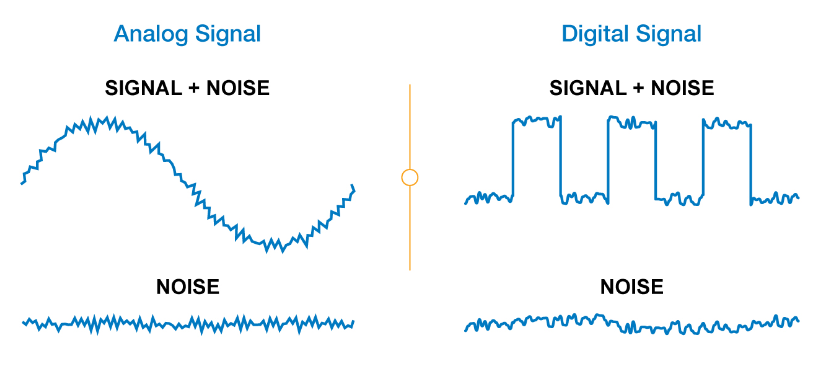 Analog Signal
Digital Signal
SIGNAL + NOISE
SIGNAL + NOISE
NOISE
NOISE